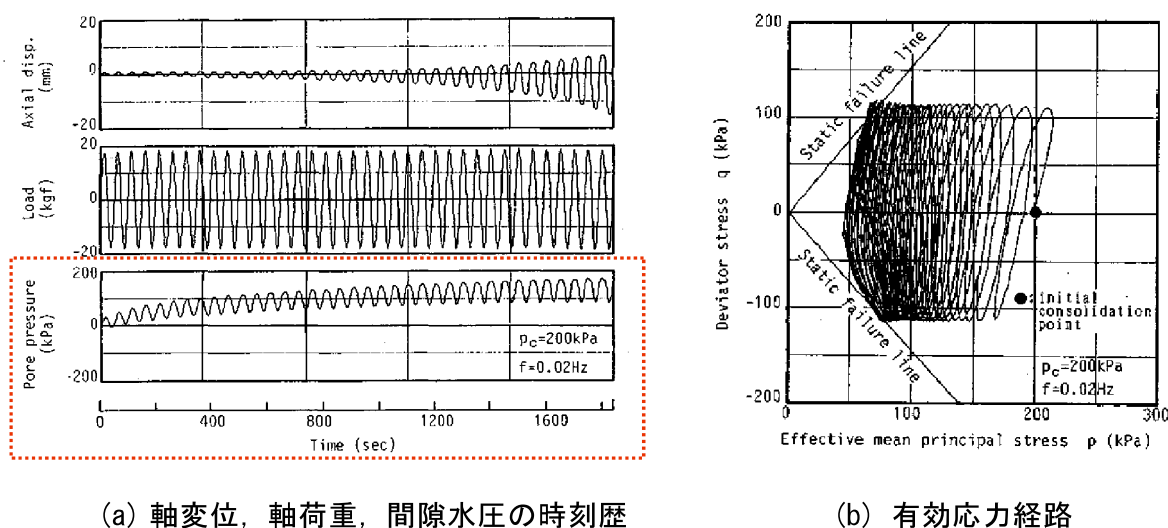 20
0
-20
Axial disp.
(mm)
20
0
-20
Load
(kgf)
200
0
-200
Pore pressure
(kPa)
pc=200kPa
f=0.02Hz
0 400 800 1200 1600
Time (sec)
200
100
0
-100
-200
Deviator stress q (kPa)
Static failure line
Static failure line
●:initial
consolidation
point
pc=200kPa
f=0.02Hz
0 100 200 300
Effective mean principal stress p (kPa)
(a) 軸変位, 軸荷重, 間隙水圧の時刻歴
(b) 有効応力経路